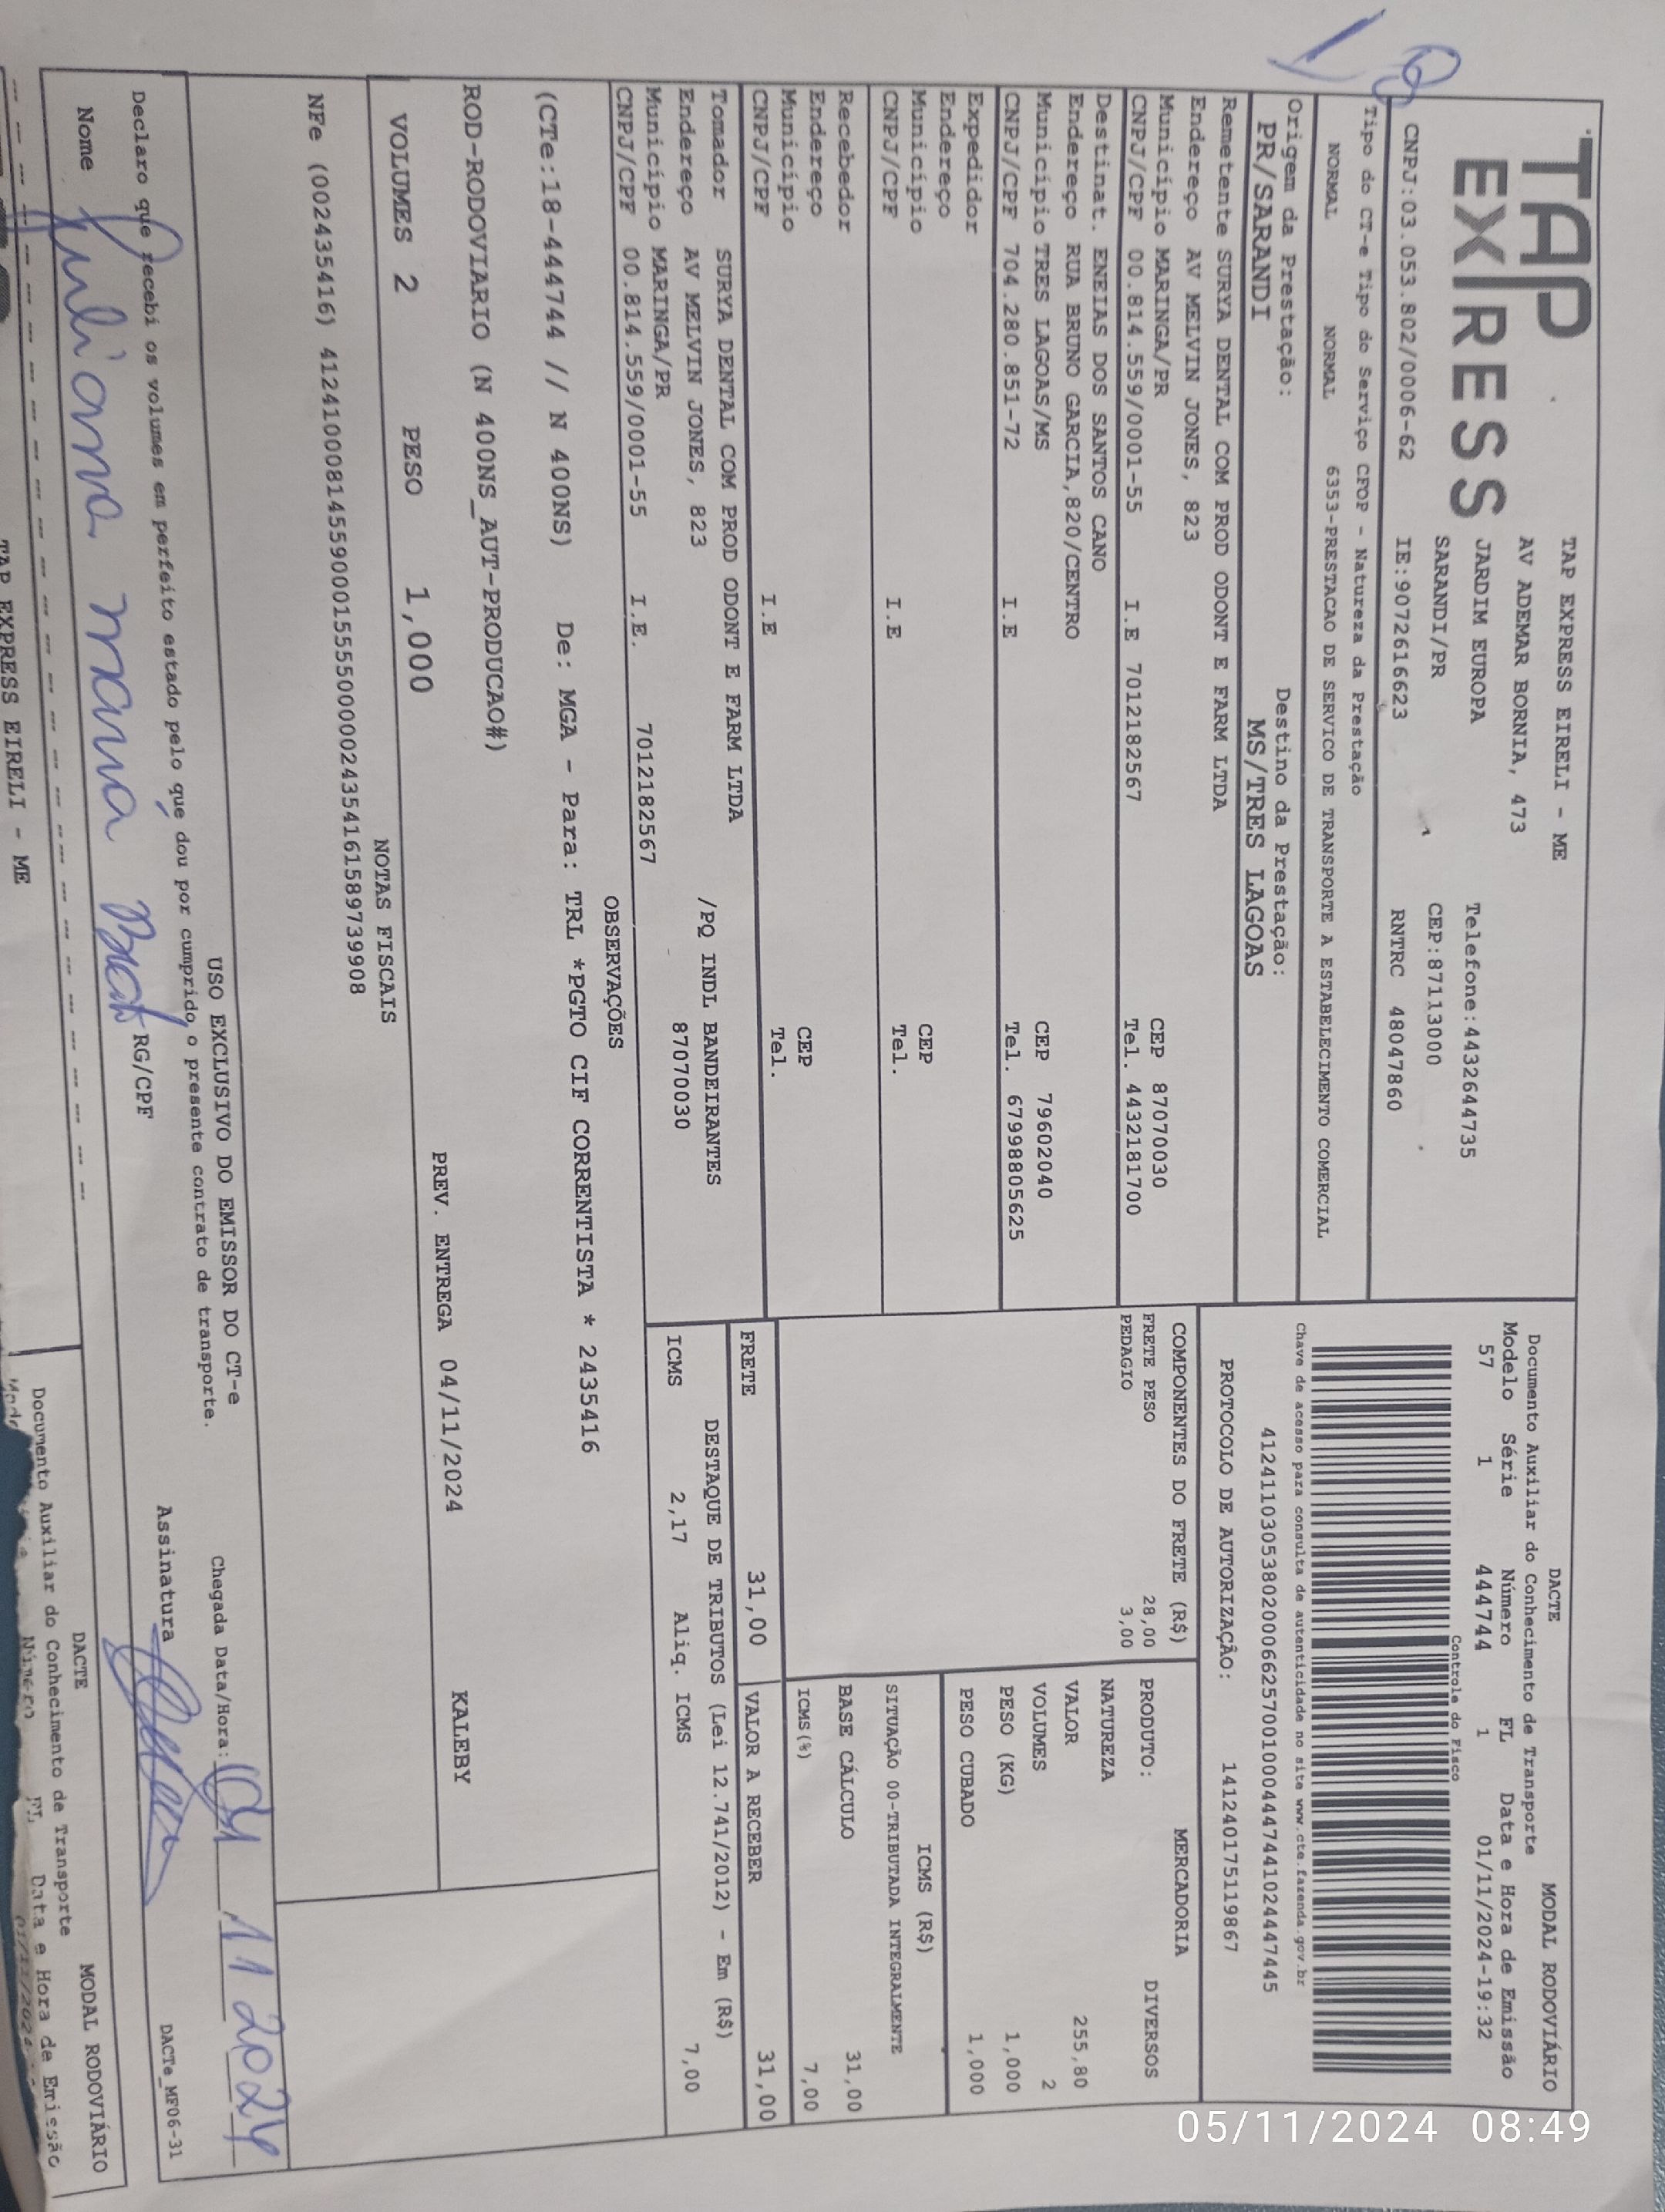 TAP
EXPRESS
TAP EXPRESS EIRELI - ME
AV ADEMAR BORNIA, 473
JARDIM EUROPA Telefone:4432644735
SARANDI/PR CEP:87113000
CNPJ:03.053.802/0006-62 IE:9072616623 RNTRC 48047860
DACTE MODAL RODOVIÁRIO
Documento Auxiliar do Conhecimento de Transporte
Modelo Série Número FL Data e Hora de Emissão
57 1 444744 1 01/11/2024-19:32
Controle do Fisco
Chave de acesso para consulta de autenticidade no site www.cte.fazenda.gov.br
41241103053802000662570010004447441024447445
PROTOCOLO DE AUTORIZAÇÃO: 141240175119867
Tipo do CT-e Tipo do Serviço CFOP - Natureza da Prestação
NORMAL NORMAL 6353-PRESTACAO DE SERVICO DE TRANSPORTE A ESTABELECIMENTO COMERCIAL
Origem da Prestação: Destino da Prestação:
PR/SARANDI MS/TRES LAGOAS
Remetente SURYA DENTAL COM PROD ODONT E FARM LTDA
Endereço AV MELVIN JONES, 823
Município MARINGA/PR CEP 87070030
CNPJ/CPF 00.814.559/0001-55 I.E 7012182567 Tel. 4432181700
Destinat. ENEIAS DOS SANTOS CANO
Endereço RUA BRUNO GARCIA,820/CENTRO
Município TRES LAGOAS/MS CEP 79602040
CNPJ/CPF 704.280.851-72 I.E Tel. 67998805625
Expedidor
Endereço
Município CEP
CNPJ/CPF I.E Tel.
Recebedor
Endereço
Município CEP
CNPJ/CPF I.E Tel.
Tomador SURYA DENTAL COM PROD ODONT E FARM LTDA
Endereço AV MELVIN JONES, 823 /PQ INDL BANDEIRANTES
Município MARINGA/PR 87070030
CNPJ/CPF 00.814.559/0001-55 I.E. 7012182567
COMPONENTES DO FRETE (R$)
FRETE PESO 28,00
PEDAGIO 3,00
MERCADORIA
PRODUTO: DIVERSOS
NATUREZA
VALOR 255,80
VOLUMES 2
PESO (KG) 1,000
PESO CUBADO 1,000
ICMS (R$)
SITUAÇÃO 00-TRIBUTADA INTEGRALMENTE
BASE CÁLCULO 31,00
ICMS(%) 7,00
FRETE 31,00 VALOR A RECEBER 31,00
DESTAQUE DE TRIBUTOS (Lei 12.741/2012) - Em (R$)
ICMS 2,17 Aliq. ICMS 7,00
OBSERVAÇÕES
(CTe:18-444744 // N 400NS) De: MGA - Para: TRL *PGTO CIF CORRENTISTA * 2435416
ROD-RODOVIARIO (N 400NS_AUT-PRODUCAO#)
VOLUMES 2 PESO 1,000 PREV. ENTREGA 04/11/2024 KALEBY
NOTAS FISCAIS
NFe (002435416) 41241000814559000155550000024354161589739908
USO EXCLUSIVO DO EMISSOR DO CT-e
Declaro que recebi os volumes em perfeito estado pelo que dou por cumprido o presente contrato de transporte.
Chegada Data/Hora: 04 11 2024
Nome Juliana maria RG/CPF Assinatura
DACTe_MF06-31
TAP EXPRESS EIRELI - ME
DACTE MODAL RODOVIÁRIO
Documento Auxiliar do Conhecimento de Transporte
Número FL Data e Hora de Emissão
05/11/2024 08:49